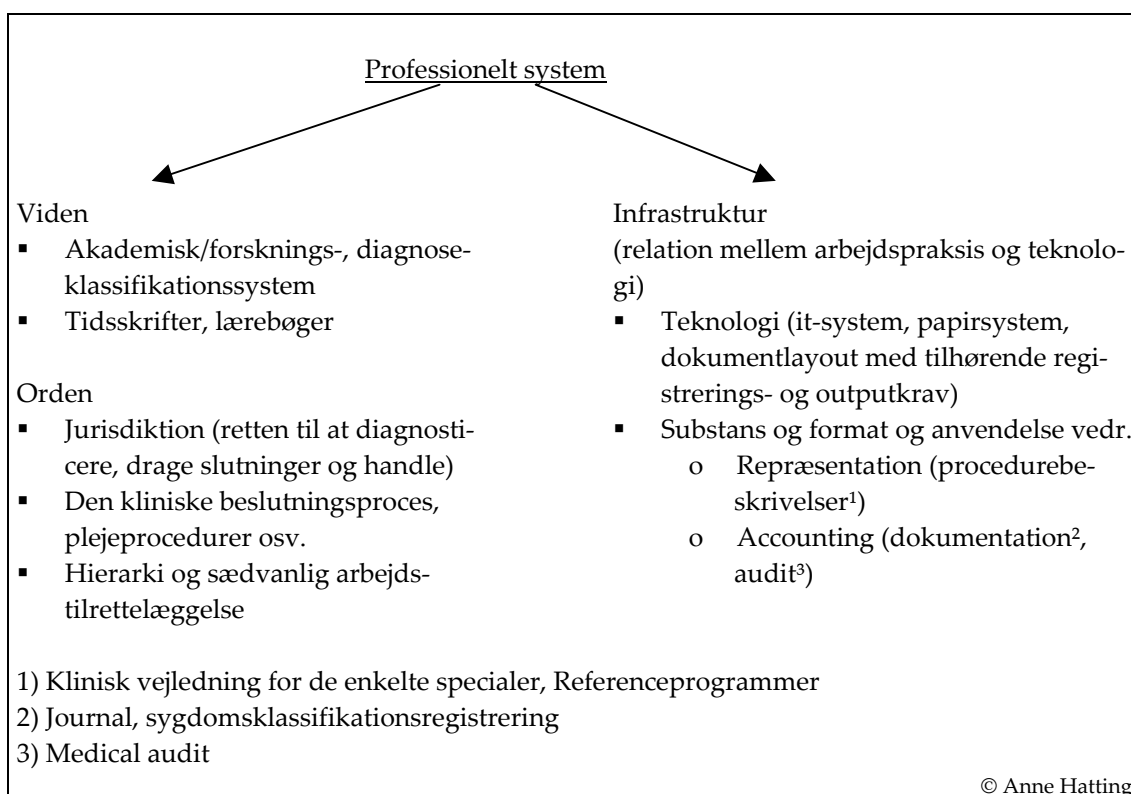 Professionelt system
Viden
▪ Akademisk/forsknings-, diagnose-
klassifikationssystem
▪ Tidsskrifter, lærebøger
Orden
▪ Jurisdiktion (retten til at diagnosti-
cere, drage slutninger og handle)
▪ Den kliniske beslutningsproces,
plejeprocedurer osv.
▪ Hierarki og sædvanlig arbejds-
tilrettelæggelse
Infrastruktur
(relation mellem arbejdspraksis og teknolo-
gi)
▪ Teknologi (it-system, papirsystem,
dokumentlayout med tilhørende regi-
strerings- og outputkrav)
▪ Substans og format og anvendelse vedr.
o Repræsentation (procedurebe-
skrivelser¹)
o Accounting (dokumentation²,
audit³)
1) Klinisk vejledning for de enkelte specialer, Referenceprogrammer
2) Journal, sygdomsklassifikationsregistrering
3) Medical audit
© Anne Hatting